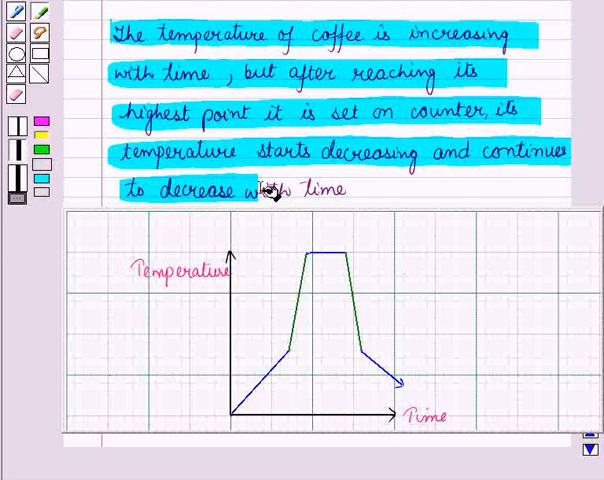 The temperature of coffee is increasing
with time, but after reaching its
highest point it is set on counter, its
temperature starts decreasing and continues
to decrease with time
Temperature
Time